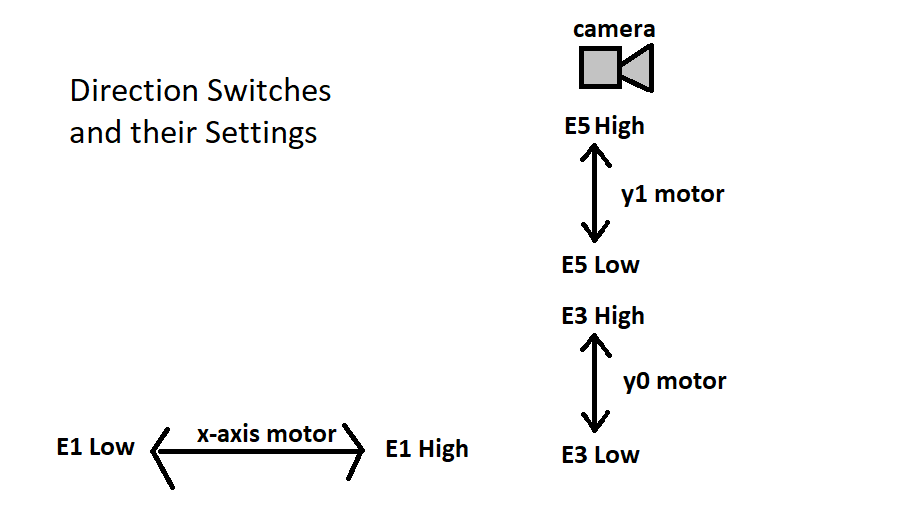 camera
Direction Switches
and their Settings
E5 High
y1 motor
E5 Low
E3 High
y0 motor
E1 Low
x-axis motor
E1 High
E3 Low